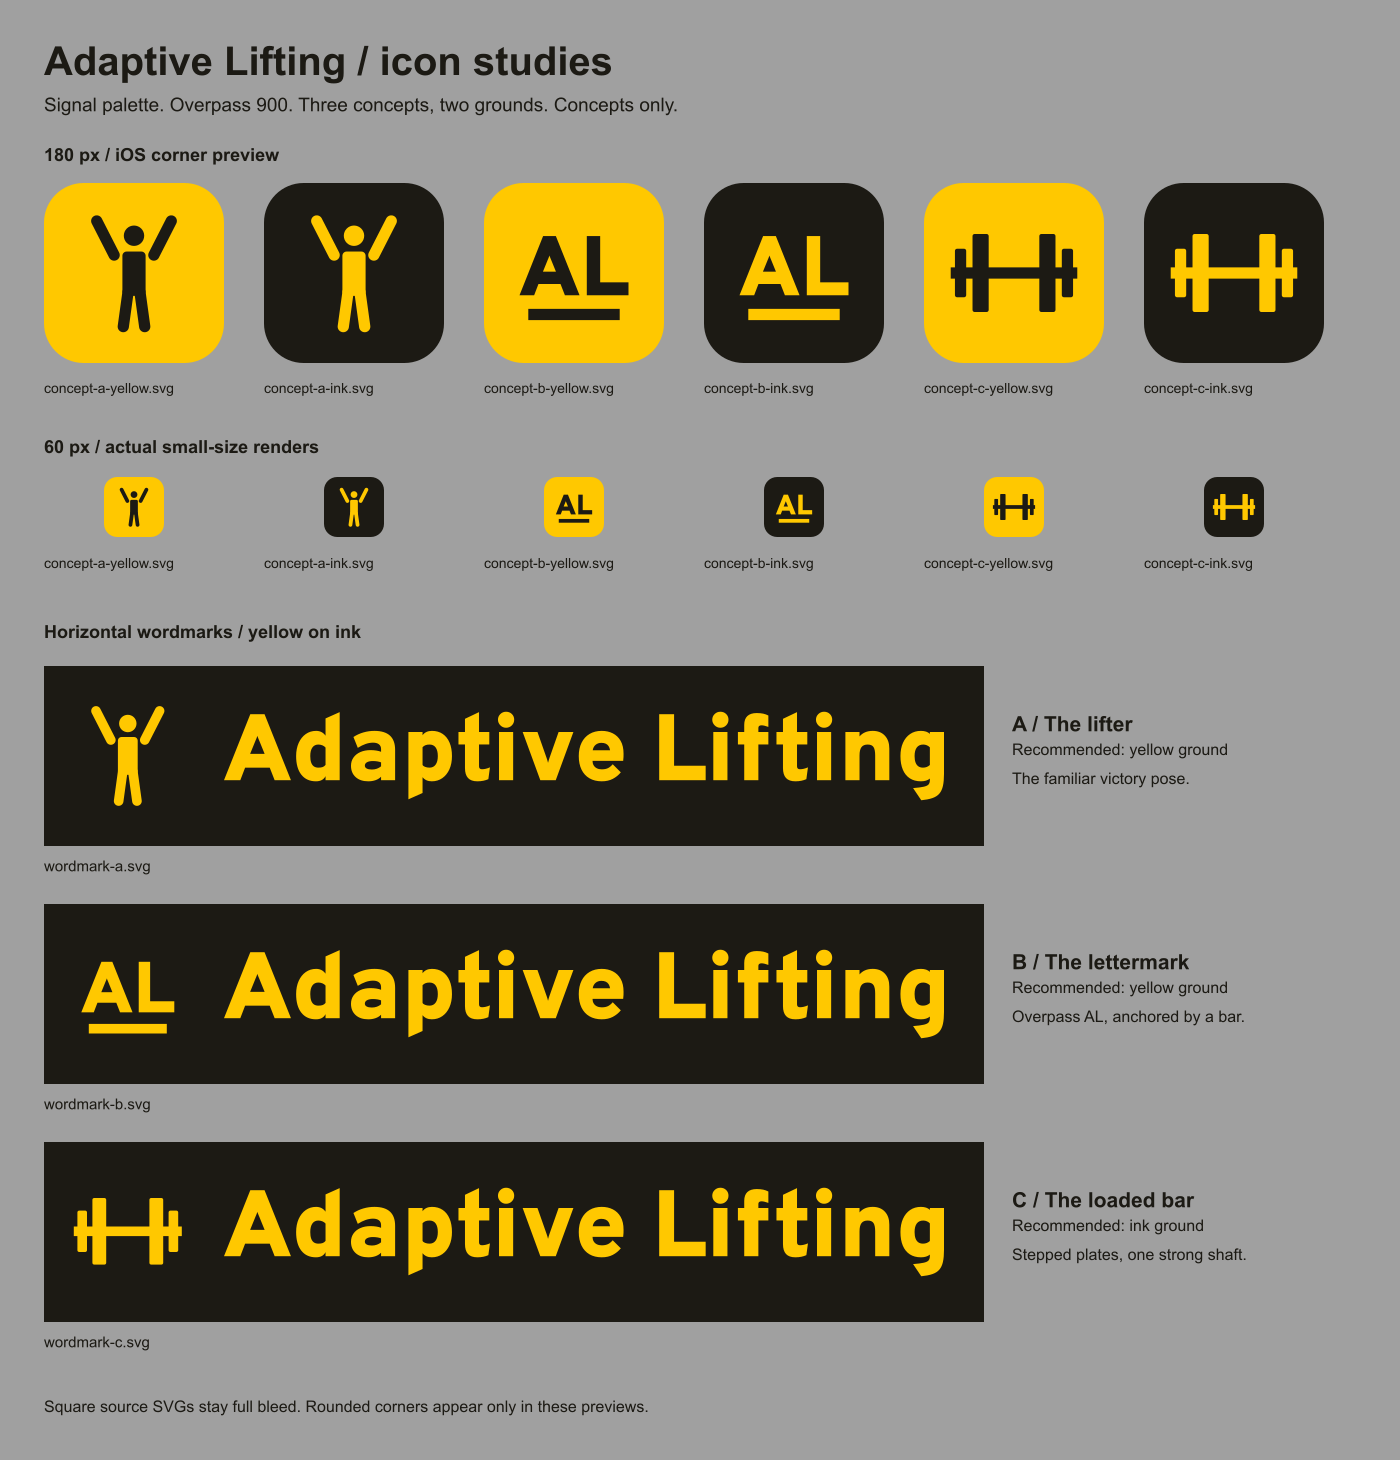 Adaptive Lifting / icon studies
Signal palette. Overpass 900. Three concepts, two grounds. Concepts only.
180 px / iOS corner preview
AL
AL
concept-a-yellow.svg
concept-a-ink.svg
concept-b-yellow.svg
concept-b-ink.svg
concept-c-yellow.svg
concept-c-ink.svg
60 px / actual small-size renders
AL
AL
concept-a-yellow.svg
concept-a-ink.svg
concept-b-yellow.svg
concept-b-ink.svg
concept-c-yellow.svg
concept-c-ink.svg
Horizontal wordmarks / yellow on ink
Adaptive Lifting
A / The lifter
Recommended: yellow ground
The familiar victory pose.
wordmark-a.svg
AL
Adaptive Lifting
B / The lettermark
Recommended: yellow ground
Overpass AL, anchored by a bar.
wordmark-b.svg
Adaptive Lifting
C / The loaded bar
Recommended: ink ground
Stepped plates, one strong shaft.
wordmark-c.svg
Square source SVGs stay full bleed. Rounded corners appear only in these previews.